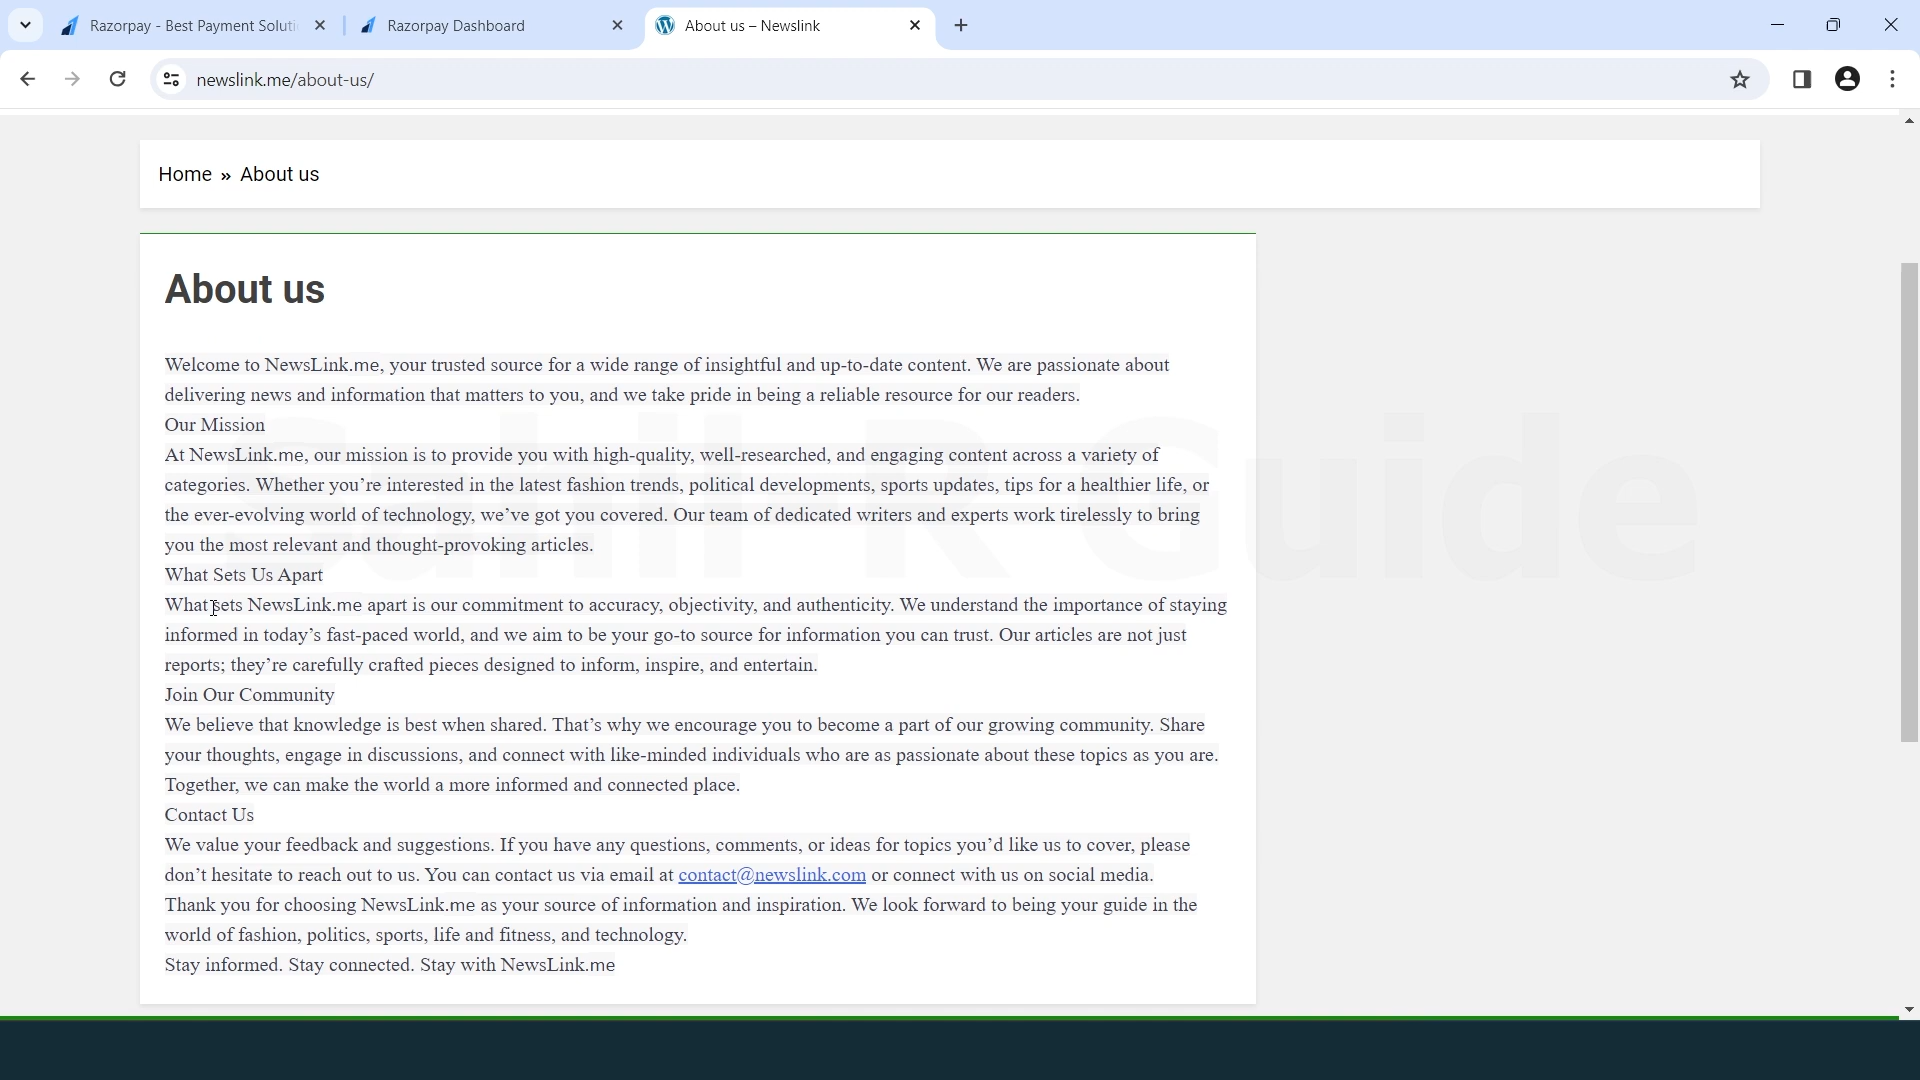 Razorpay - Best Payment Soluti
Razorpay Dashboard
About us – Newslink
newslink.me/about-us/
Home » About us
About us
Welcome to NewsLink.me, your trusted source for a wide range of insightful and up-to-date content. We are passionate about
delivering news and information that matters to you, and we take pride in being a reliable resource for our readers.
Our Mission
At NewsLink.me, our mission is to provide you with high-quality, well-researched, and engaging content across a variety of
categories. Whether you’re interested in the latest fashion trends, political developments, sports updates, tips for a healthier life, or
the ever-evolving world of technology, we’ve got you covered. Our team of dedicated writers and experts work tirelessly to bring
you the most relevant and thought-provoking articles.
What Sets Us Apart
What sets NewsLink.me apart is our commitment to accuracy, objectivity, and authenticity. We understand the importance of staying
informed in today’s fast-paced world, and we aim to be your go-to source for information you can trust. Our articles are not just
reports; they’re carefully crafted pieces designed to inform, inspire, and entertain.
Join Our Community
We believe that knowledge is best when shared. That’s why we encourage you to become a part of our growing community. Share
your thoughts, engage in discussions, and connect with like-minded individuals who are as passionate about these topics as you are.
Together, we can make the world a more informed and connected place.
Contact Us
We value your feedback and suggestions. If you have any questions, comments, or ideas for topics you’d like us to cover, please
don’t hesitate to reach out to us. You can contact us via email at contact@newslink.com or connect with us on social media.
Thank you for choosing NewsLink.me as your source of information and inspiration. We look forward to being your guide in the
world of fashion, politics, sports, life and fitness, and technology.
Stay informed. Stay connected. Stay with NewsLink.me
Sahil R Guide